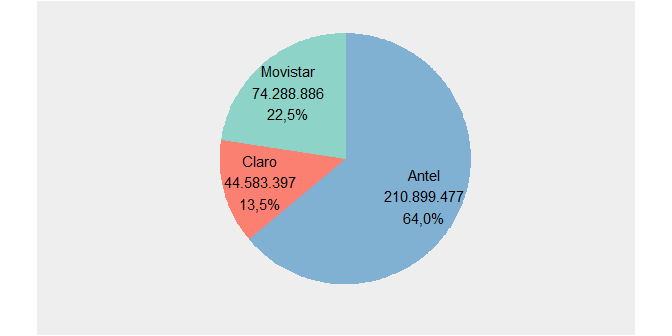 Movistar
74.288.886
22,5%
Claro
44.583.397
13,5%
Antel
210.899.477
64,0%